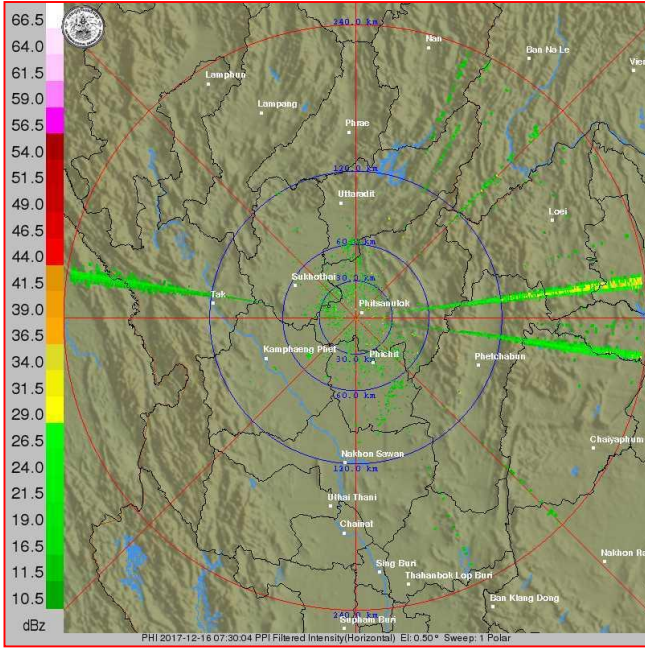 66.5
64.0
61.5
59.0
56.5
54.0
51.5
49.0
46.5
44.0
41.5
39.0
36.5
34.0
31.5
29.0
26.5
24.0
21.5
19.0
16.5
11.5
10.5
dBz
240.0 km
Nan
Ban Na Le
Vien
Lamphun
Lampang
Phrae
120.0 km
Uttaradit
Loei
60.0 km
Sukhothai
30.0 km
Tak
Phitsanulok
Kamphaeng Phet
30.0 km
Phichit
Phetchabun
60.0 km
Chaiyaphum
Nakhon Sawan
120.0 km
Uthai Thani
Chainat
Nakhon Ra
Sing Buri
Thahanbok Lop Buri
Ban Klang Dong
240.0 km
Supham Buri
PHI 2017-12-16 07:30:04 PPI Filtered Intensity(Horizontal) El: 0.50° Sweep: 1 Polar